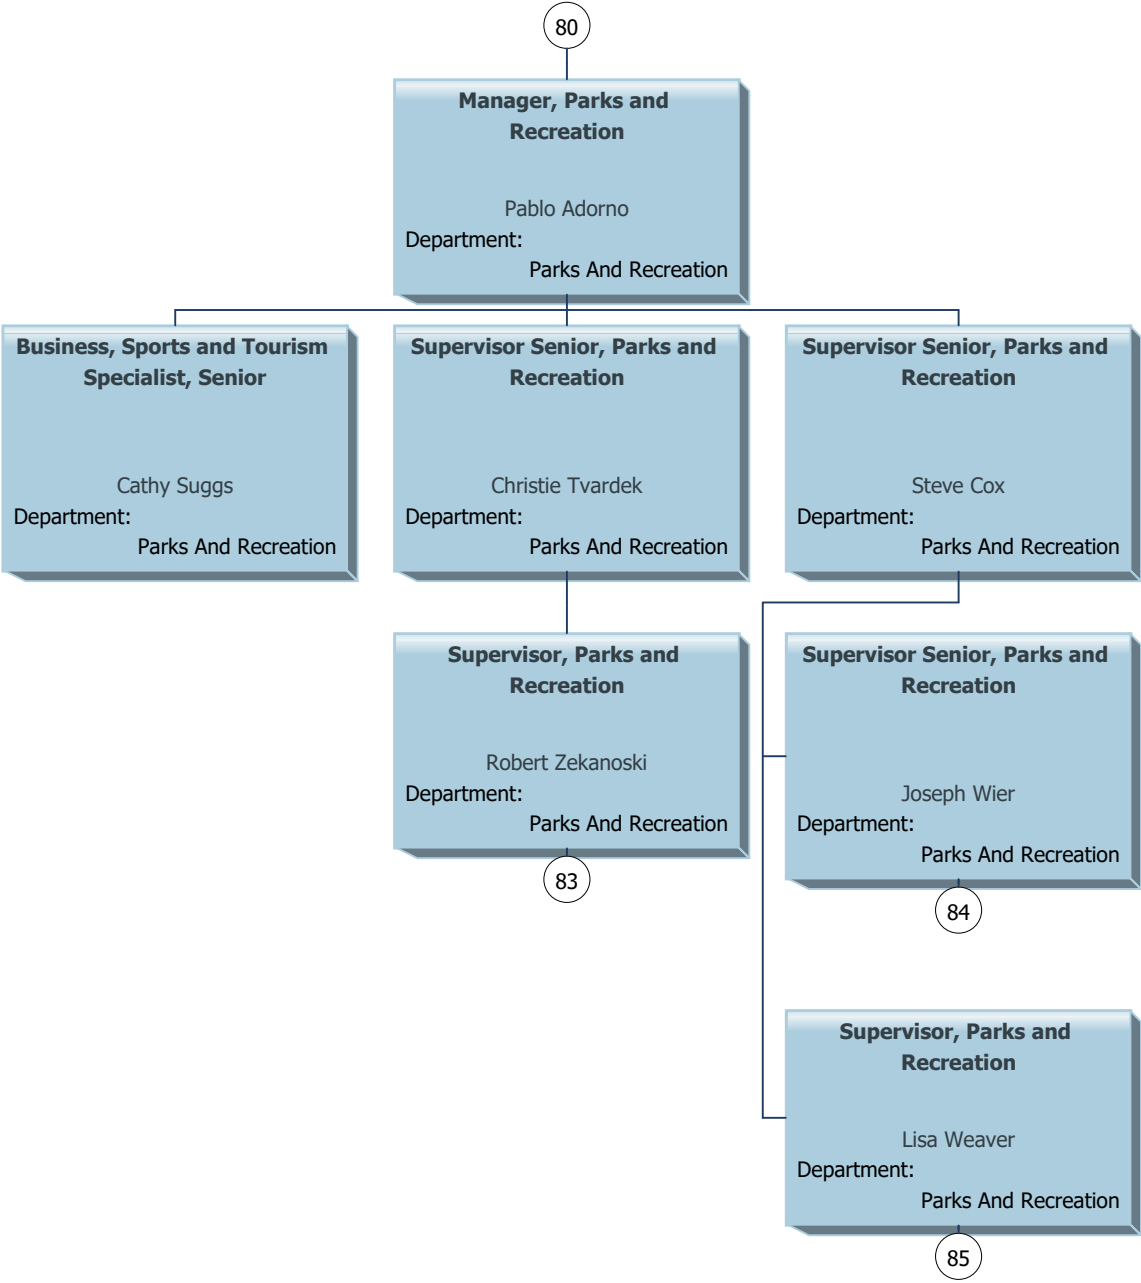 80
Manager, Parks and
Recreation
Pablo Adorno
Department:
Parks And Recreation
Business, Sports and Tourism
Specialist, Senior
Cathy Suggs
Department:
Parks And Recreation
Supervisor Senior, Parks and
Recreation
Christie Tvardek
Department:
Parks And Recreation
Supervisor Senior, Parks and
Recreation
Steve Cox
Department:
Parks And Recreation
Supervisor, Parks and
Recreation
Robert Zekanoski
Department:
Parks And Recreation
83
Supervisor Senior, Parks and
Recreation
Joseph Wier
Department:
Parks And Recreation
84
Supervisor, Parks and
Recreation
Lisa Weaver
Department:
Parks And Recreation
85